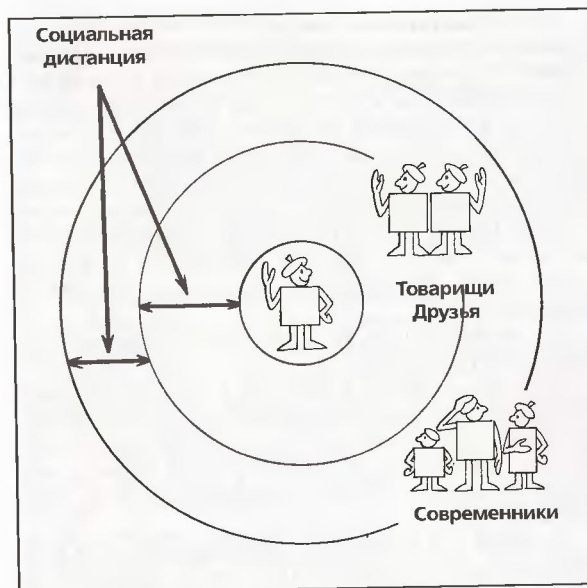 Социальная
дистанция
Товарищи
Друзья
Современники